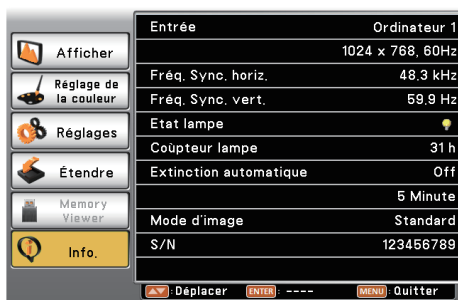 Afficher
Réglage de
la couleur
Réglages
Étendre
Memory
Viewer
Info.
Entrée Ordinateur 1
1024 x 768, 60Hz
Fréq. Sync. horiz. 48.3 kHz
Fréq. Sync. vert. 59.9 Hz
Etat lampe
Coùpteur lampe 31 h
Extinction automatique Off
5 Minute
Mode d'image Standard
S/N 123456789
:Déplacer ENTER : ---- MENU : Quitter